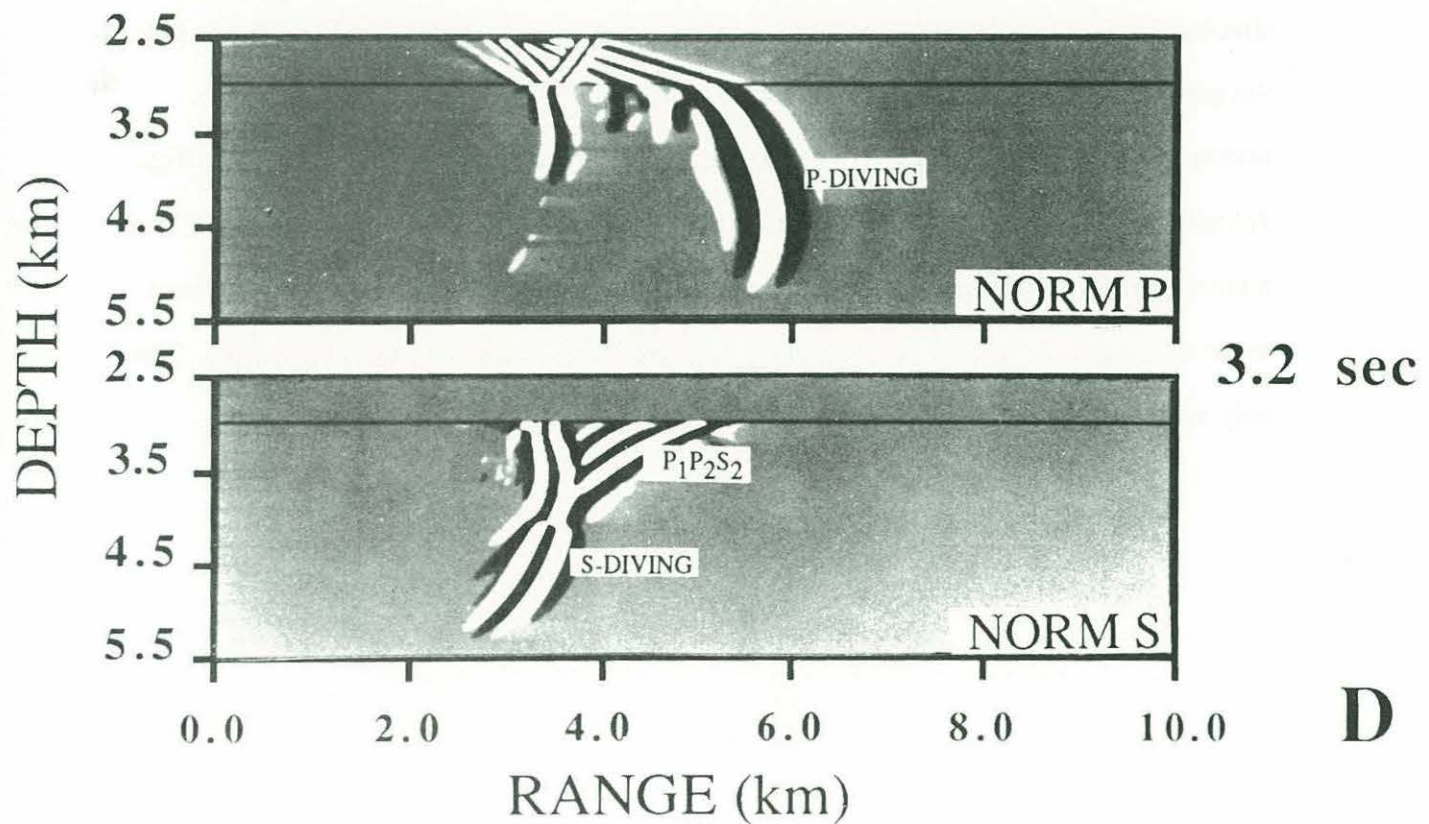 2.5
3.5
4.5
5.5
P-DIVING
NORM P
3.2 sec
2.5
3.5
4.5
5.5
P₁P₂S₂
S-DIVING
NORM S
DEPTH (km)
0.0 2.0 4.0 6.0 8.0 10.0
D
RANGE (km)